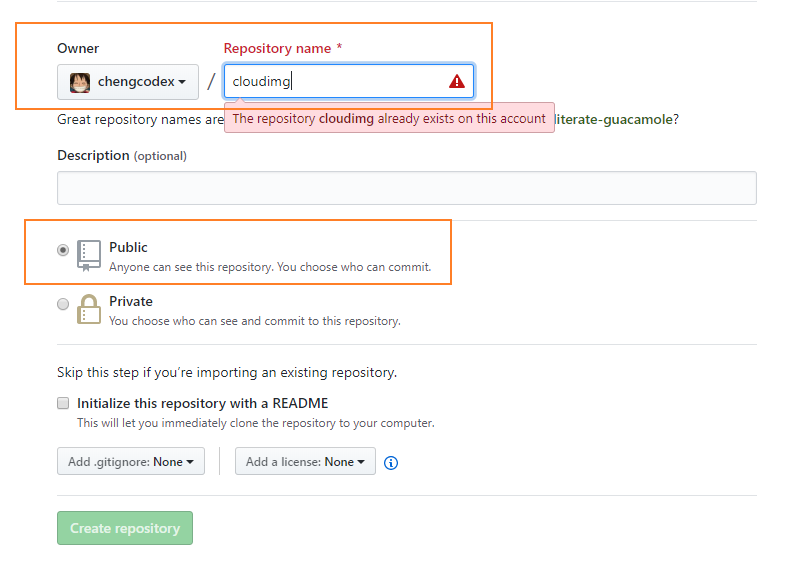 Owner
Repository name *
chengcodex / cloudimg
The repository cloudimg already exists on this account
Great repository names are literate-guacamole?
Description (optional)
Public
Anyone can see this repository. You choose who can commit.
Private
You choose who can see and commit to this repository.
Skip this step if you’re importing an existing repository.
Initialize this repository with a README
This will let you immediately clone the repository to your computer.
Add .gitignore: None
Add a license: None
Create repository